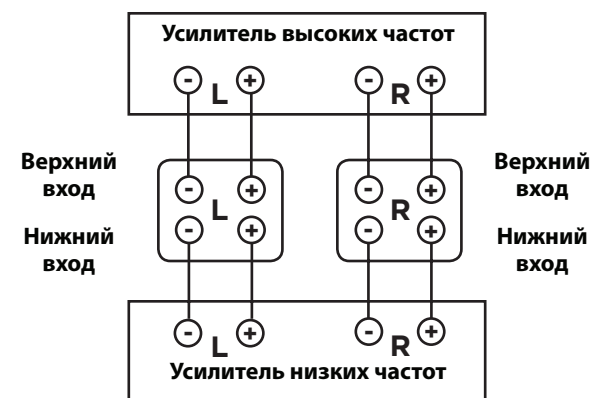 Усилитель высоких частот
- L + - R +
Верхний
вход
Верхний
вход
- L + - R +
Нижний
вход
Нижний
вход
- + - +
- L + - R +
Усилитель низких частот